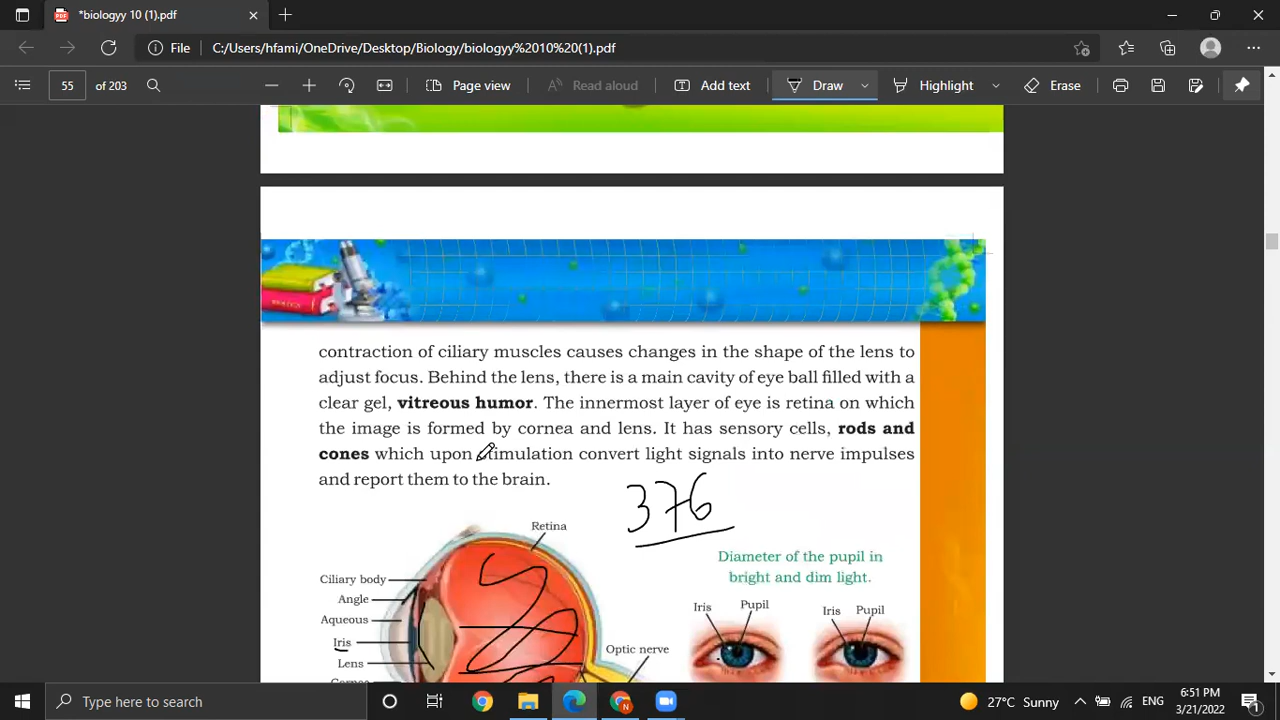 *biologyy 10 (1).pdf
File
C:/Users/hfami/OneDrive/Desktop/Biology/biologyy%2010%20(1).pdf
55 of 203
Page view
Read aloud
Add text
Draw
Highlight
Erase
contraction of ciliary muscles causes changes in the shape of the lens to
adjust focus. Behind the lens, there is a main cavity of eye ball filled with a
clear gel, vitreous humor. The innermost layer of eye is retina on which
the image is formed by cornea and lens. It has sensory cells, rods and
cones which upon stimulation convert light signals into nerve impulses
and report them to the brain.
376
Retina
Ciliary body
Angle
Aqueous
Iris
Lens
Cornea
Optic nerve
Diameter of the pupil in
bright and dim light.
Iris Pupil
Iris Pupil
Type here to search
27°C Sunny
ENG
6:51 PM
3/21/2022